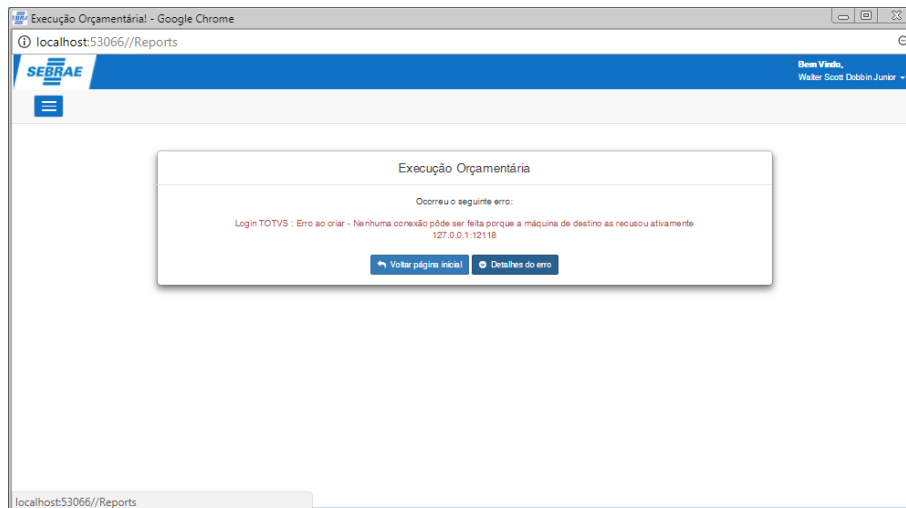 Execução Orçamentária! - Google Chrome
localhost:53066//Reports
SEBRAE
Bem Vindo,
Walter Scott Dobbin Junior
Execução Orçamentária
Ocorreu o seguinte erro:
Login TOTVS : Erro ao criar - Nenhuma conexão pôde ser feita porque a máquina de destino as recusou ativamente
127.0.0.1:12118
Voltar página inicial
Detalhes do erro
localhost:53066//Reports